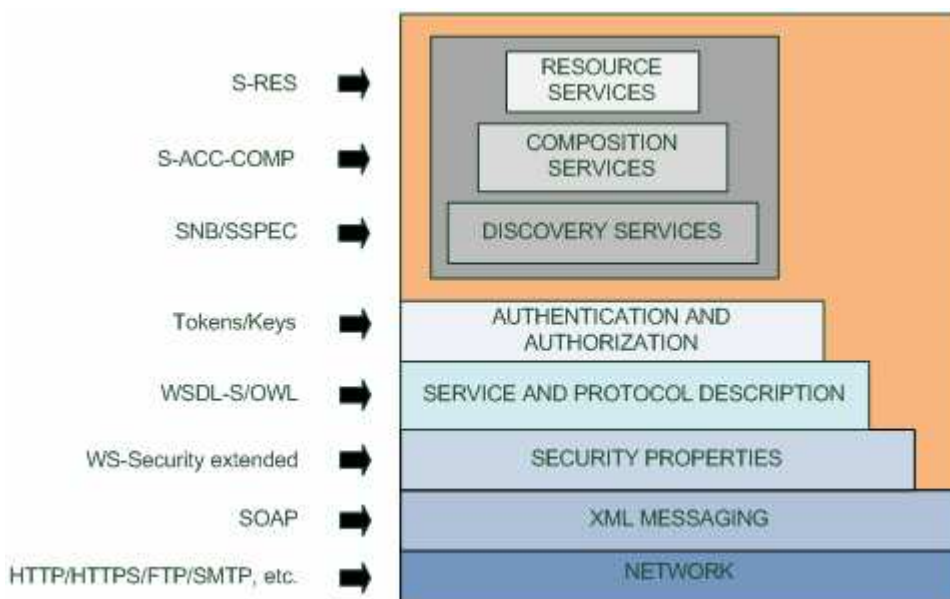 S-RES
RESOURCE
SERVICES
S-ACC-COMP
COMPOSITION
SERVICES
SNB/SSPEC
DISCOVERY SERVICES
Tokens/Keys
AUTHENTICATION AND
AUTHORIZATION
WSDL-S/OWL
SERVICE AND PROTOCOL DESCRIPTION
WS-Security extended
SECURITY PROPERTIES
SOAP
XML MESSAGING
HTTP/HTTPS/FTP/SMTP, etc.
NETWORK